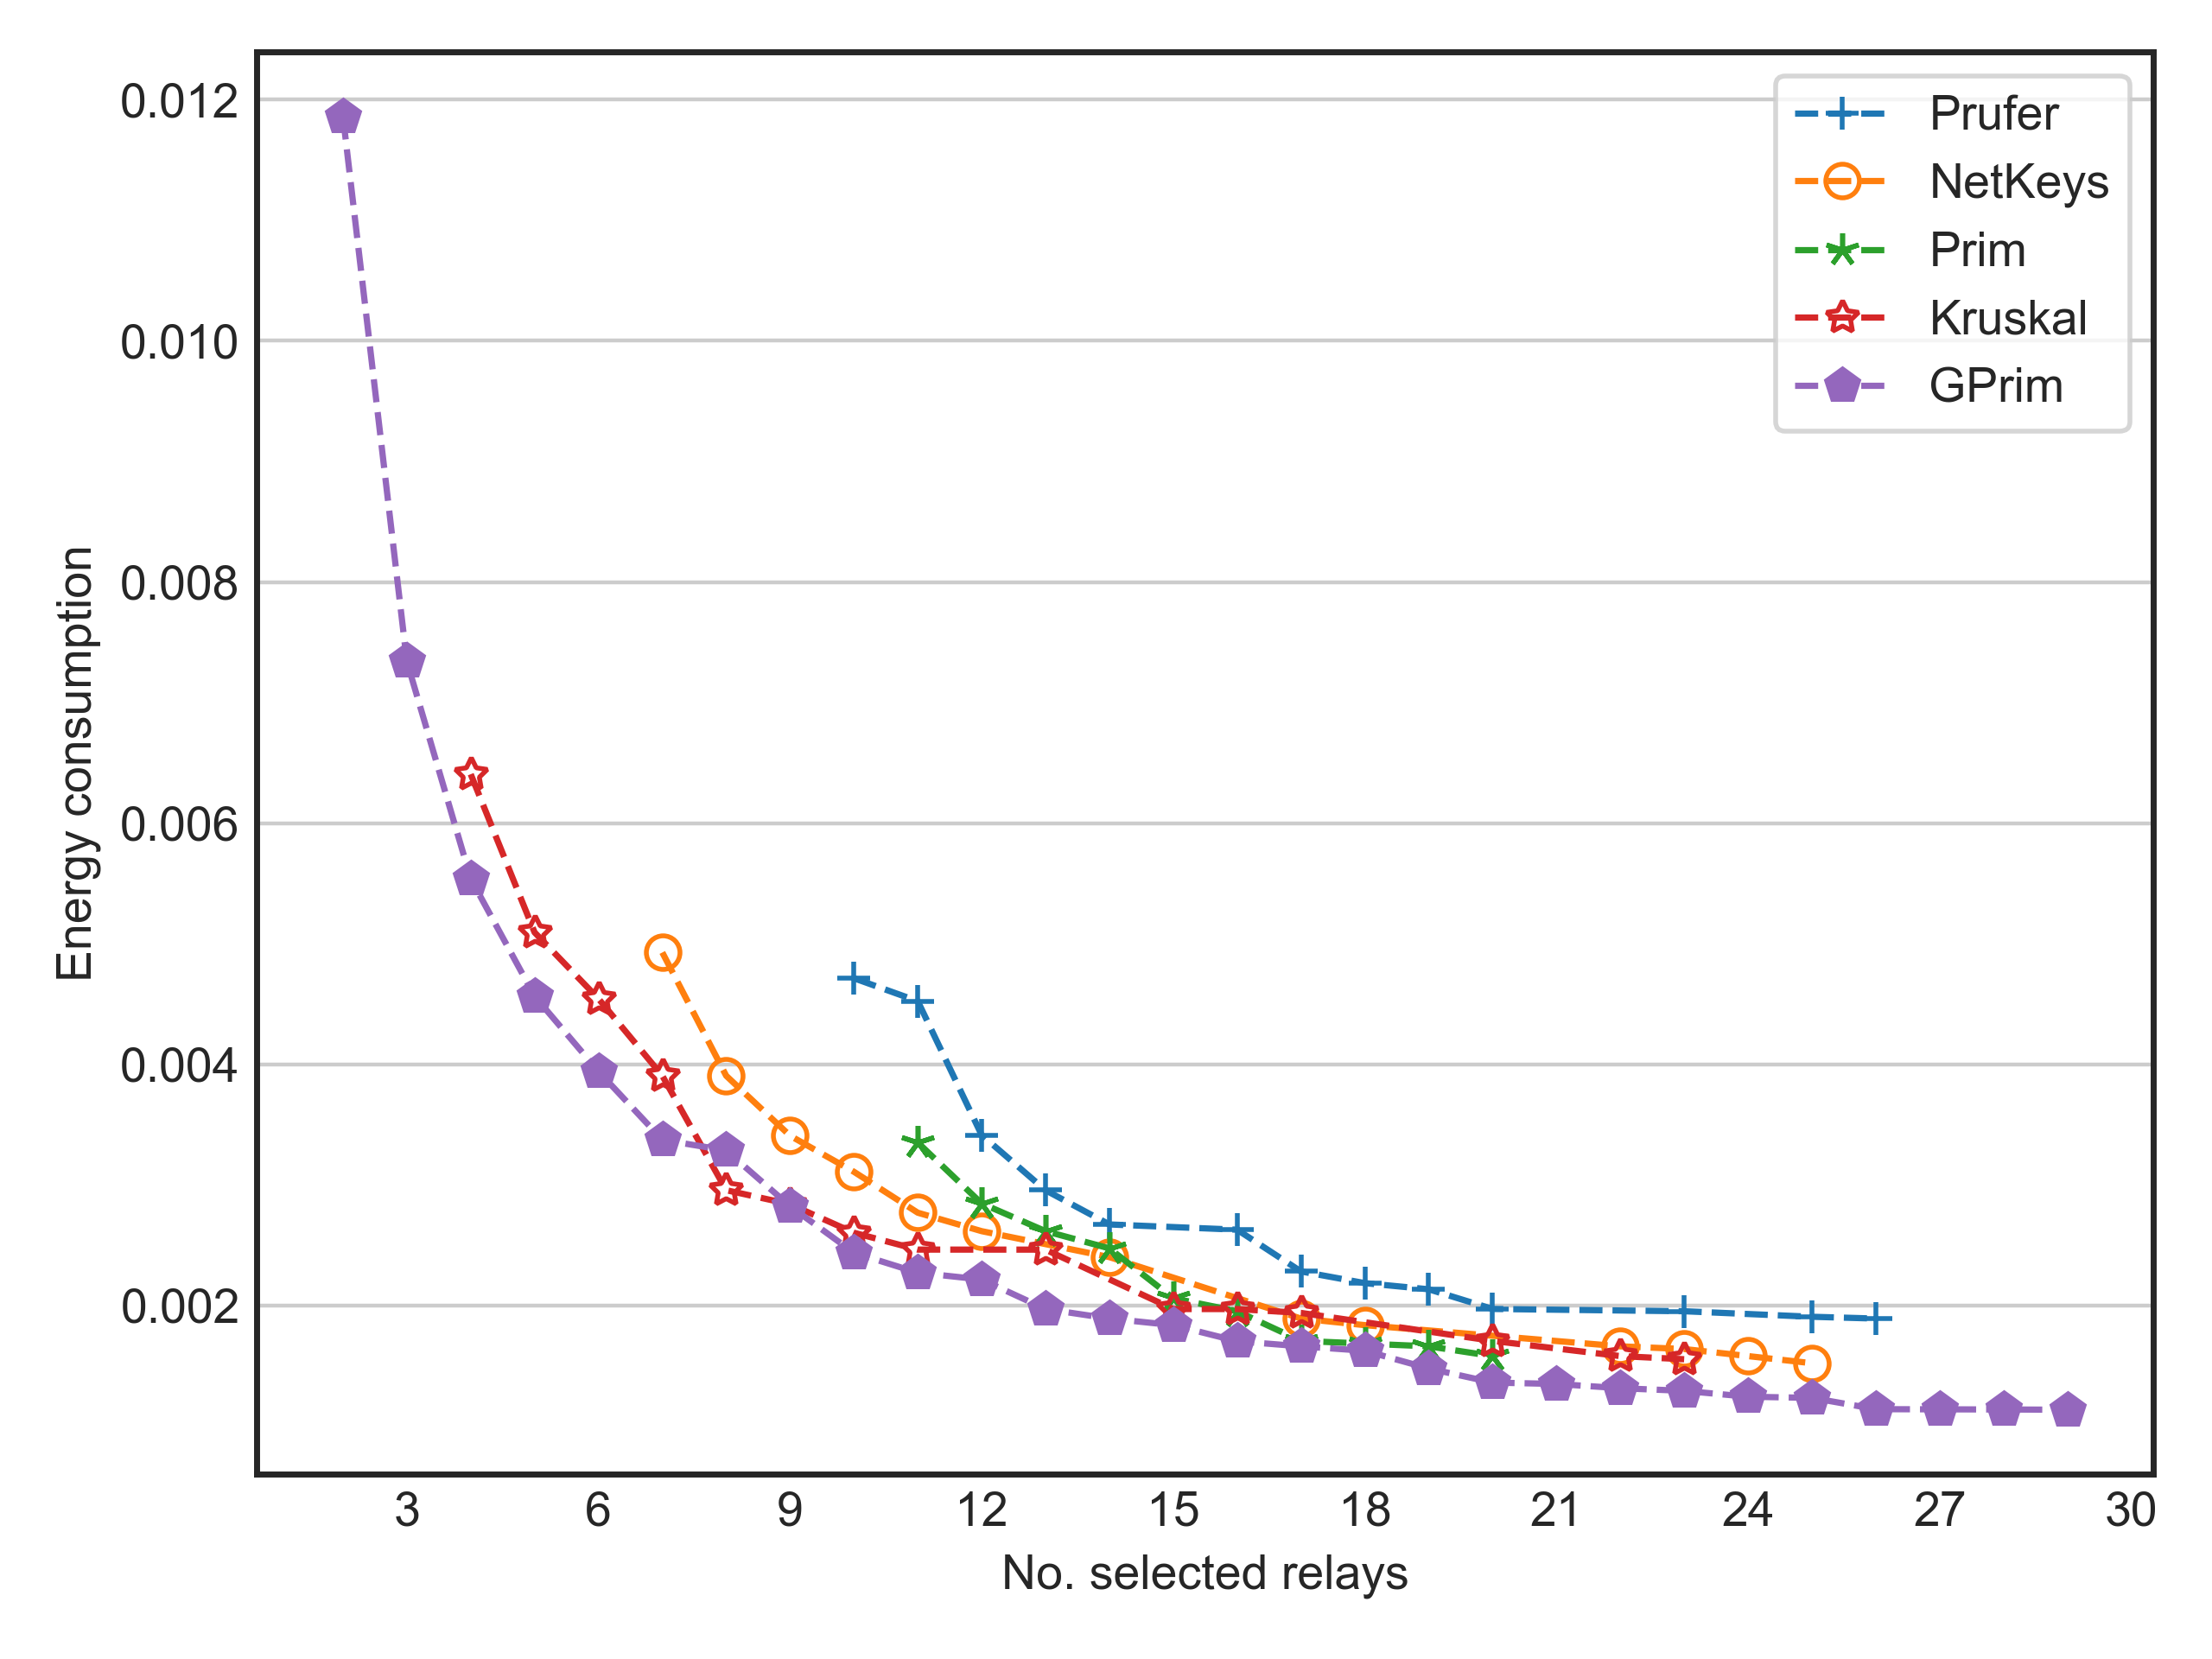 0.012
0.010
0.008
0.006
0.004
0.002
Energy consumption
3 6 9 12 15 18 21 24 27 30
No. selected relays
Prufer
NetKeys
Prim
Kruskal
GPrim